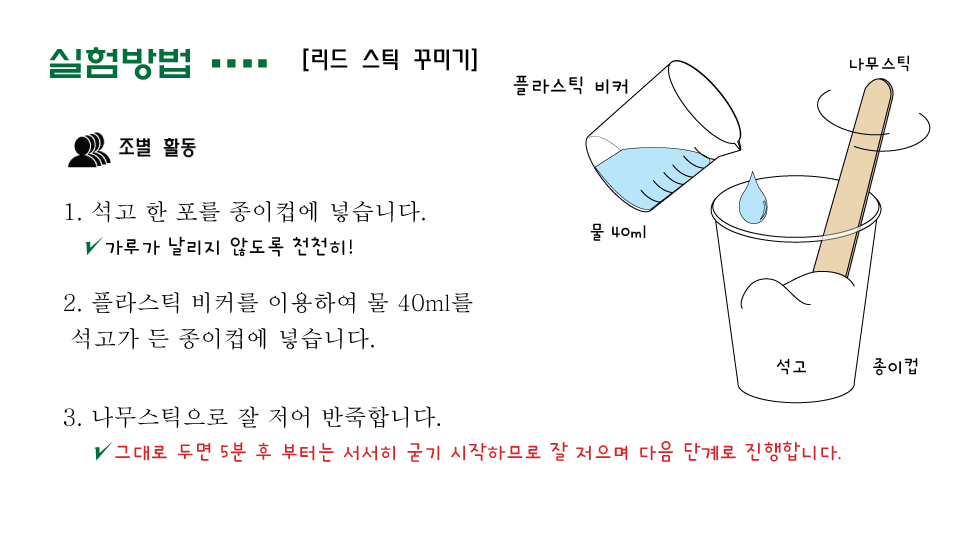 실험방법 [리드 스틱 꾸미기]
조별 활동
1. 석고 한 포를 종이컵에 넣습니다.
가루가 날리지 않도록 천천히!
2. 플라스틱 비커를 이용하여 물 40ml를
석고가 든 종이컵에 넣습니다.
3. 나무스틱으로 잘 저어 반죽합니다.
그대로 두면 5분 후 부터는 서서히 굳기 시작하므로 잘 저으며 다음 단계로 진행합니다.
플라스틱 비커
나무스틱
물 40ml
석고
종이컵